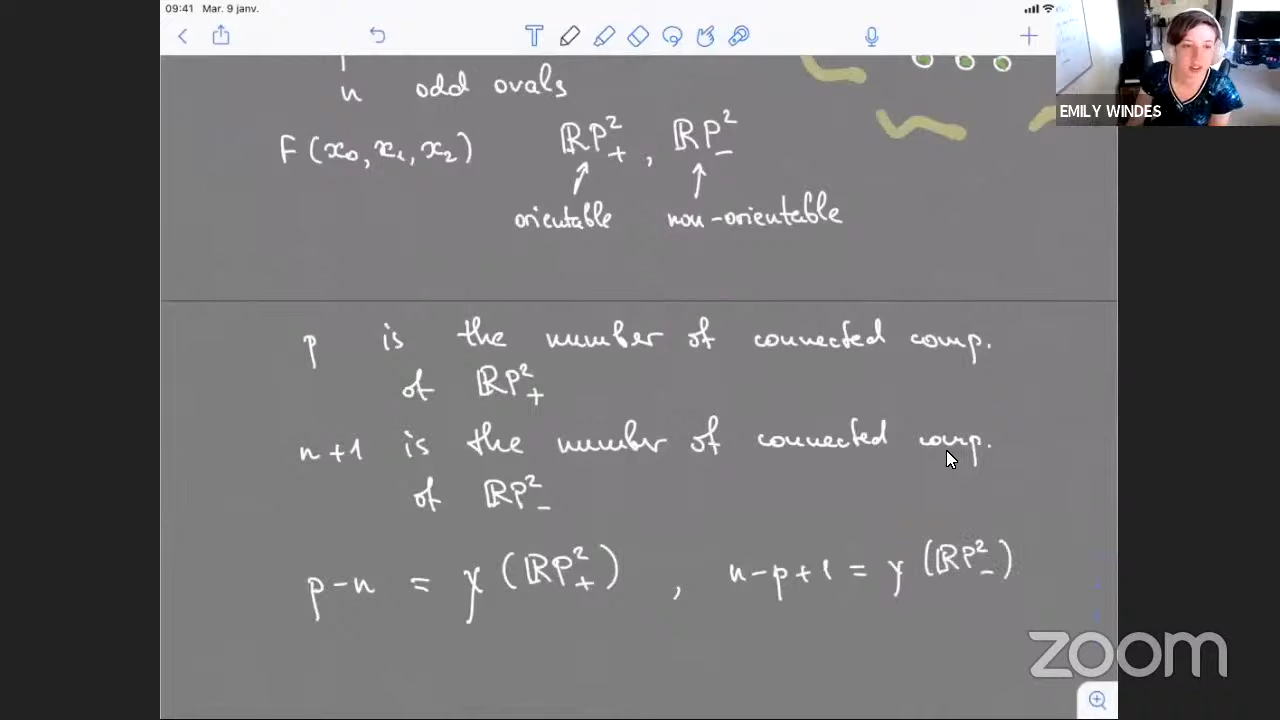 09:41 Mar. 9 janv.
EMILY WINDES
n odd ovals
F(x₀, x₁, x₂) ℝP²₊ , ℝP²₋
orientable non-orientable
p is the number of connected comp.
of ℝP²₊
n+1 is the number of connected comp.
of ℝP²₋
p-n = χ(ℝP²₊) , n-p+1 = χ(ℝP²₋)
zoom